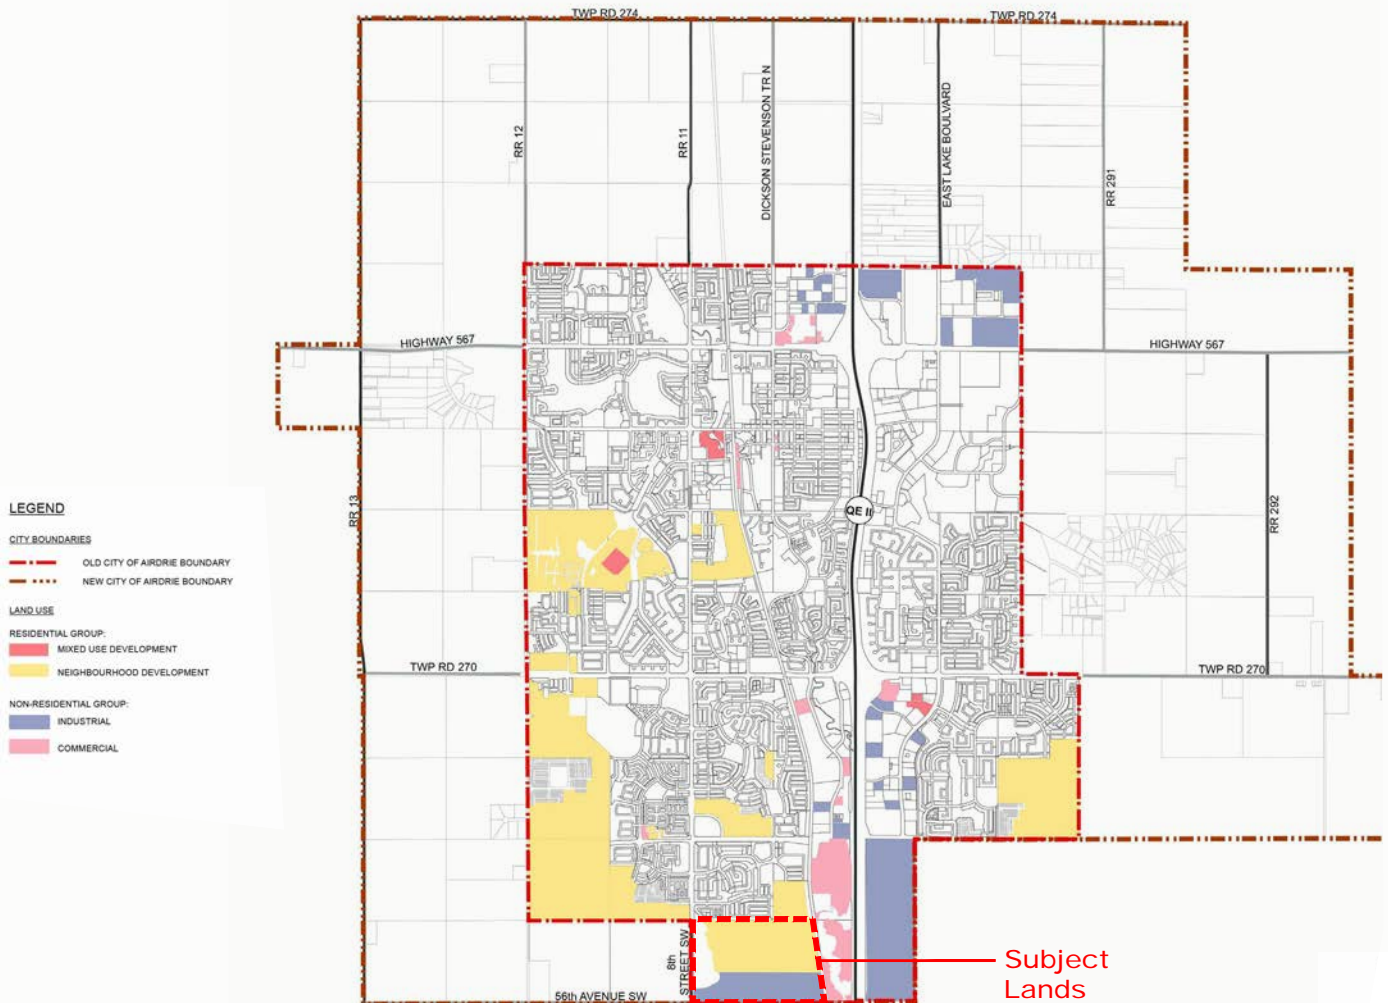 TWP RD 274
TWP RD 274
RR 12
RR 11
DICKSON STEVENSON TR N
EAST LAKE BOULVARD
RR 291
HIGHWAY 567
HIGHWAY 567
RR 13
QE II
RR 292
LEGEND
CITY BOUNDARIES
OLD CITY OF AIRDRIE BOUNDARY
NEW CITY OF AIRDRIE BOUNDARY
LAND USE
RESIDENTIAL GROUP:
MIXED USE DEVELOPMENT
NEIGHBOURHOOD DEVELOPMENT
NON-RESIDENTIAL GROUP:
INDUSTRIAL
COMMERCIAL
TWP RD 270
TWP RD 270
8th
STREET SW
56th AVENUE SW
Subject
Lands